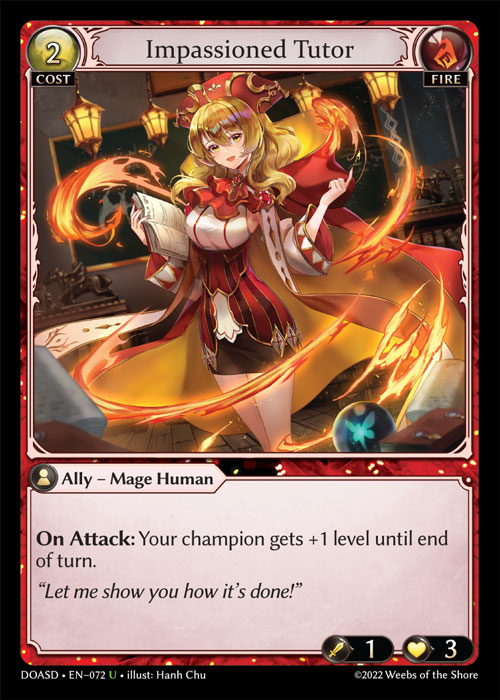 2
Impassioned Tutor
COST
FIRE
Ally – Mage Human
On Attack: Your champion gets +1 level until end
of turn.
“Let me show you how it’s done!”
1
3
DOASD • EN–072 U • illust: Hanh Chu
©2022 Weebs of the Shore